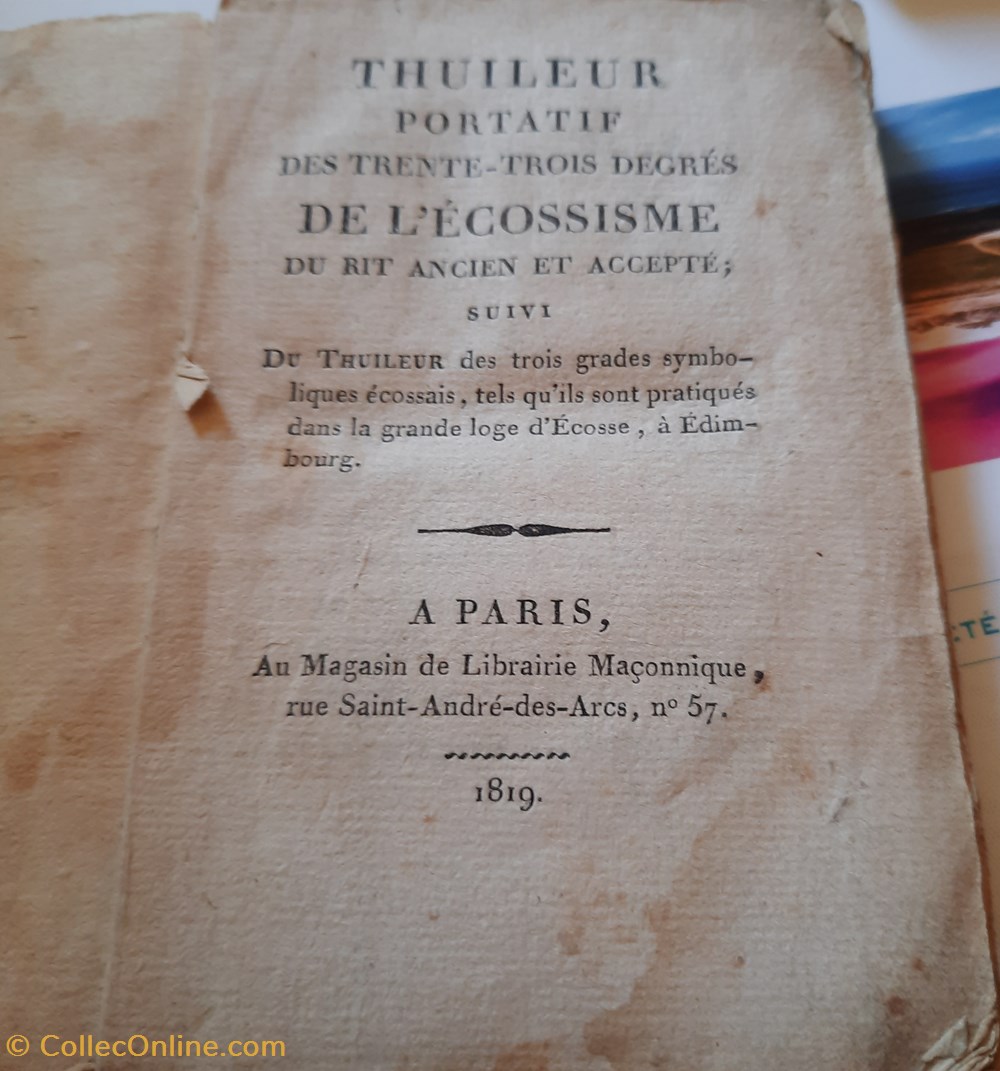 THUILEUR
PORTATIF
DES TRENTE-TROIS DEGRÉS
DE L'ÉCOSSISME
DU RIT ANCIEN ET ACCEPTÉ;
SUIVI
DU THUILEUR des trois grades symbo-
liques écossais, tels qu'ils sont pratiqués
dans la grande loge d'Écosse, à Édim-
bourg.
A PARIS,
Au Magasin de Librairie Maçonnique,
rue Saint-André-des-Arcs, nº 57.
1819.
© CollecOnline.com